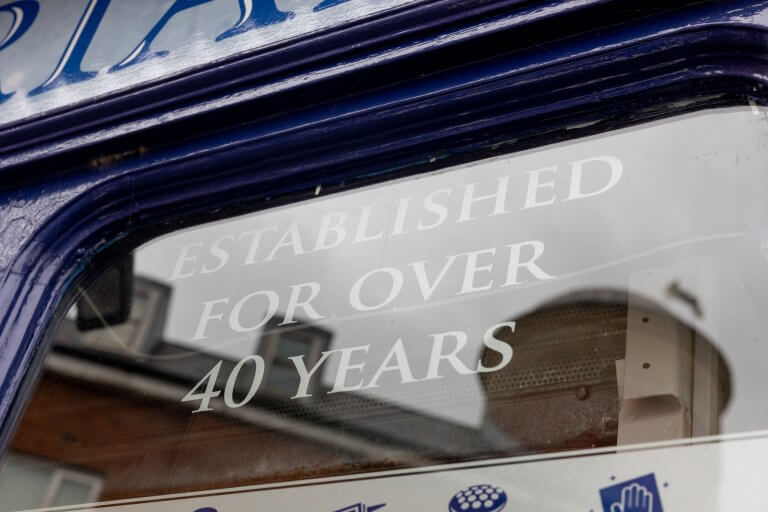 ESTABLISHED
FOR OVER
40 YEARS